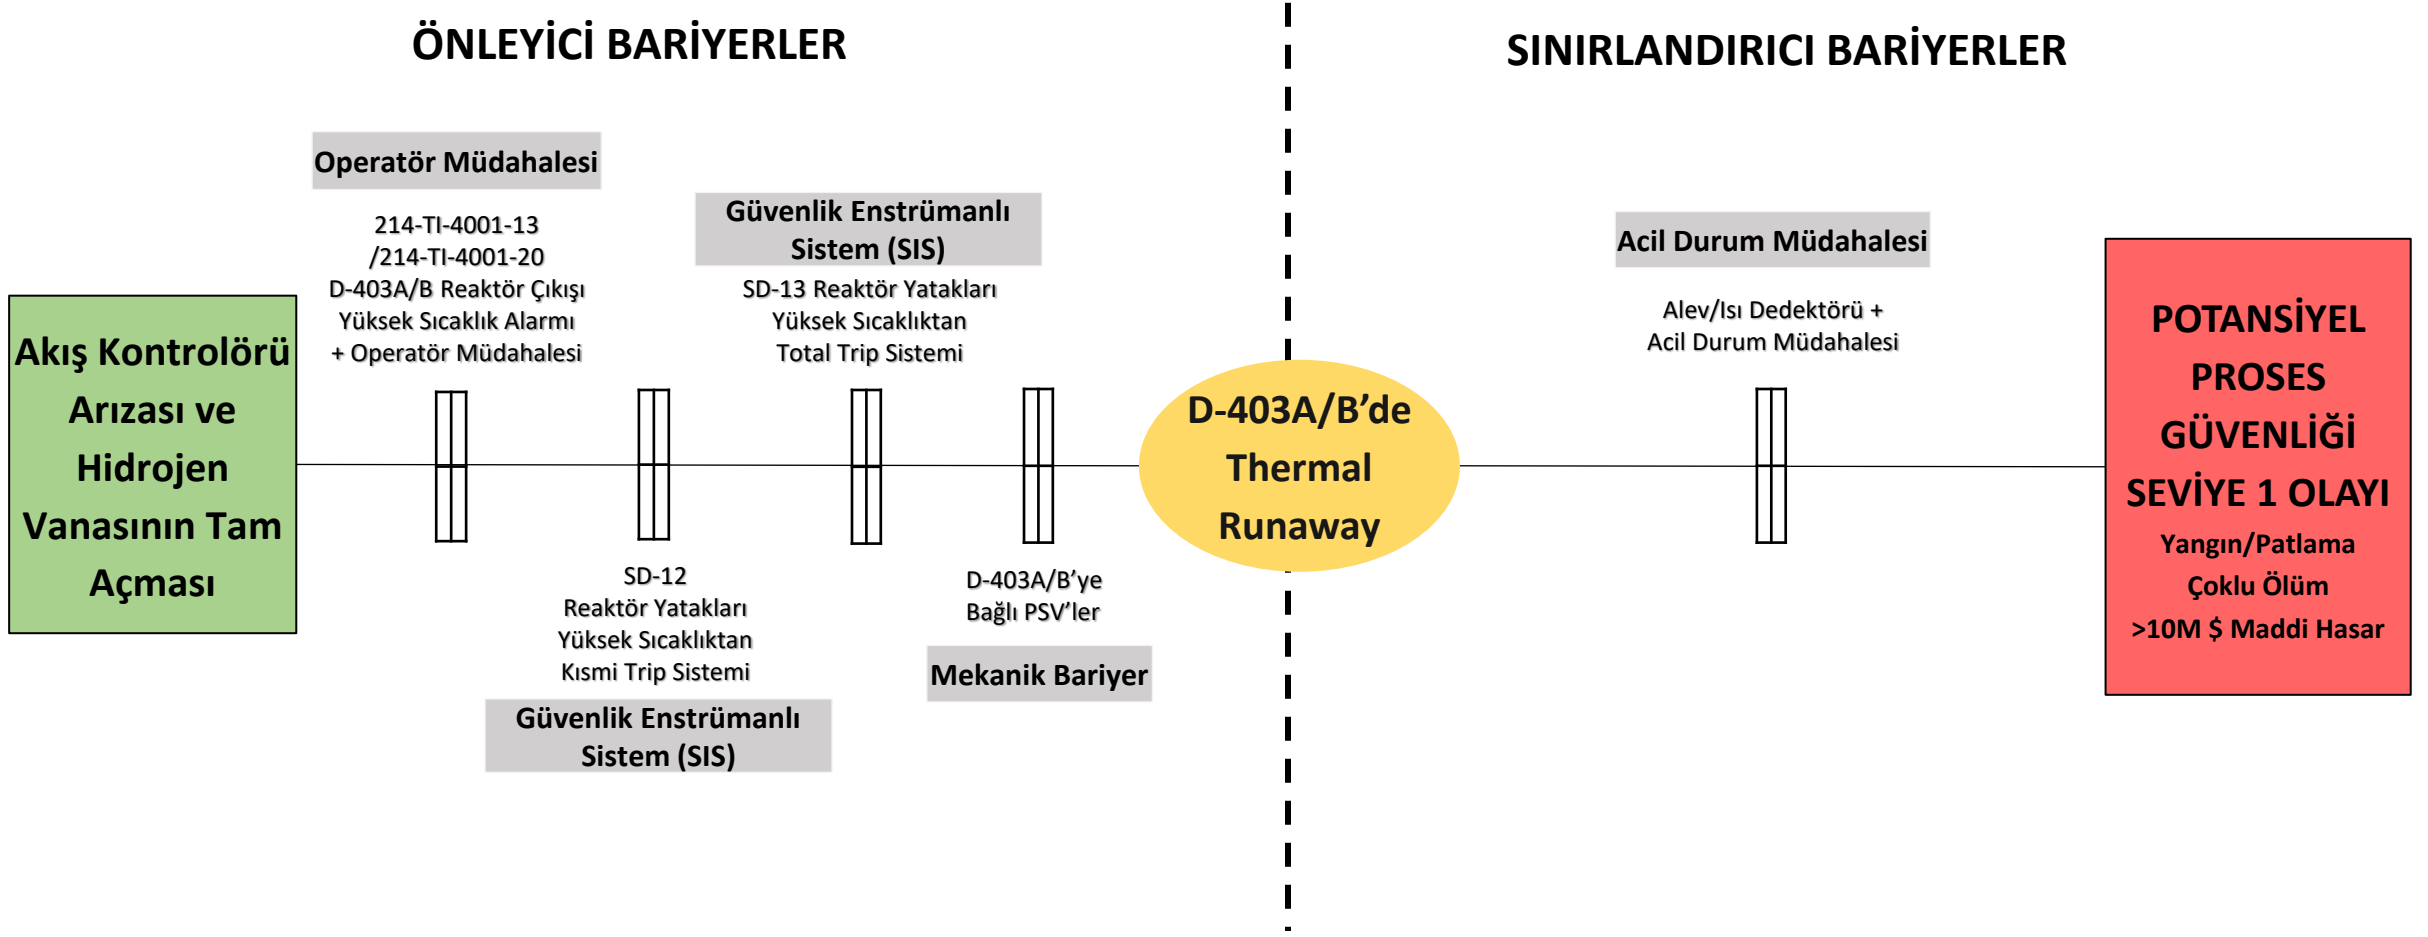 ÖNLEYİCİ BARİYERLER
SINIRLANDIRICI BARİYERLER
Akış Kontrolörü
Arızası ve
Hidrojen
Vanasının Tam
Açması
Operatör Müdahalesi
214-TI-4001-13
/214-TI-4001-20
D-403A/B Reaktör Çıkışı
Yüksek Sıcaklık Alarmı
+ Operatör Müdahalesi
SD-12
Reaktör Yatakları
Yüksek Sıcaklıktan
Kısmi Trip Sistemi
Güvenlik Enstrümanlı
Sistem (SIS)
Güvenlik Enstrümanlı
Sistem (SIS)
SD-13 Reaktör Yatakları
Yüksek Sıcaklıktan
Total Trip Sistemi
D-403A/B’ye
Bağlı PSV’ler
Mekanik Bariyer
D-403A/B’de
Thermal
Runaway
Acil Durum Müdahalesi
Alev/Isı Dedektörü +
Acil Durum Müdahalesi
POTANSİYEL
PROSES
GÜVENLİĞİ
SEVİYE 1 OLAYI
Yangın/Patlama
Çoklu Ölüm
>10M $ Maddi Hasar